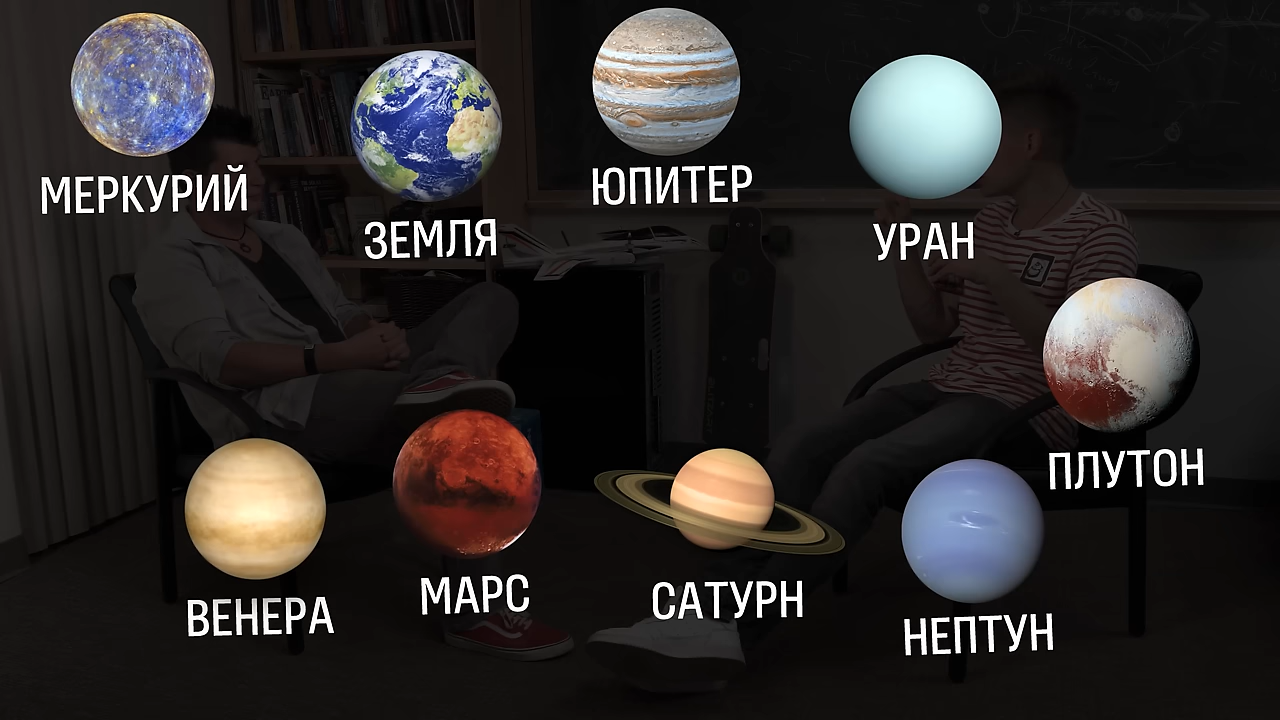 МЕРКУРИЙ
ЗЕМЛЯ
ЮПИТЕР
УРАН
ПЛУТОН
ВЕНЕРА
МАРС
САТУРН
НЕПТУН